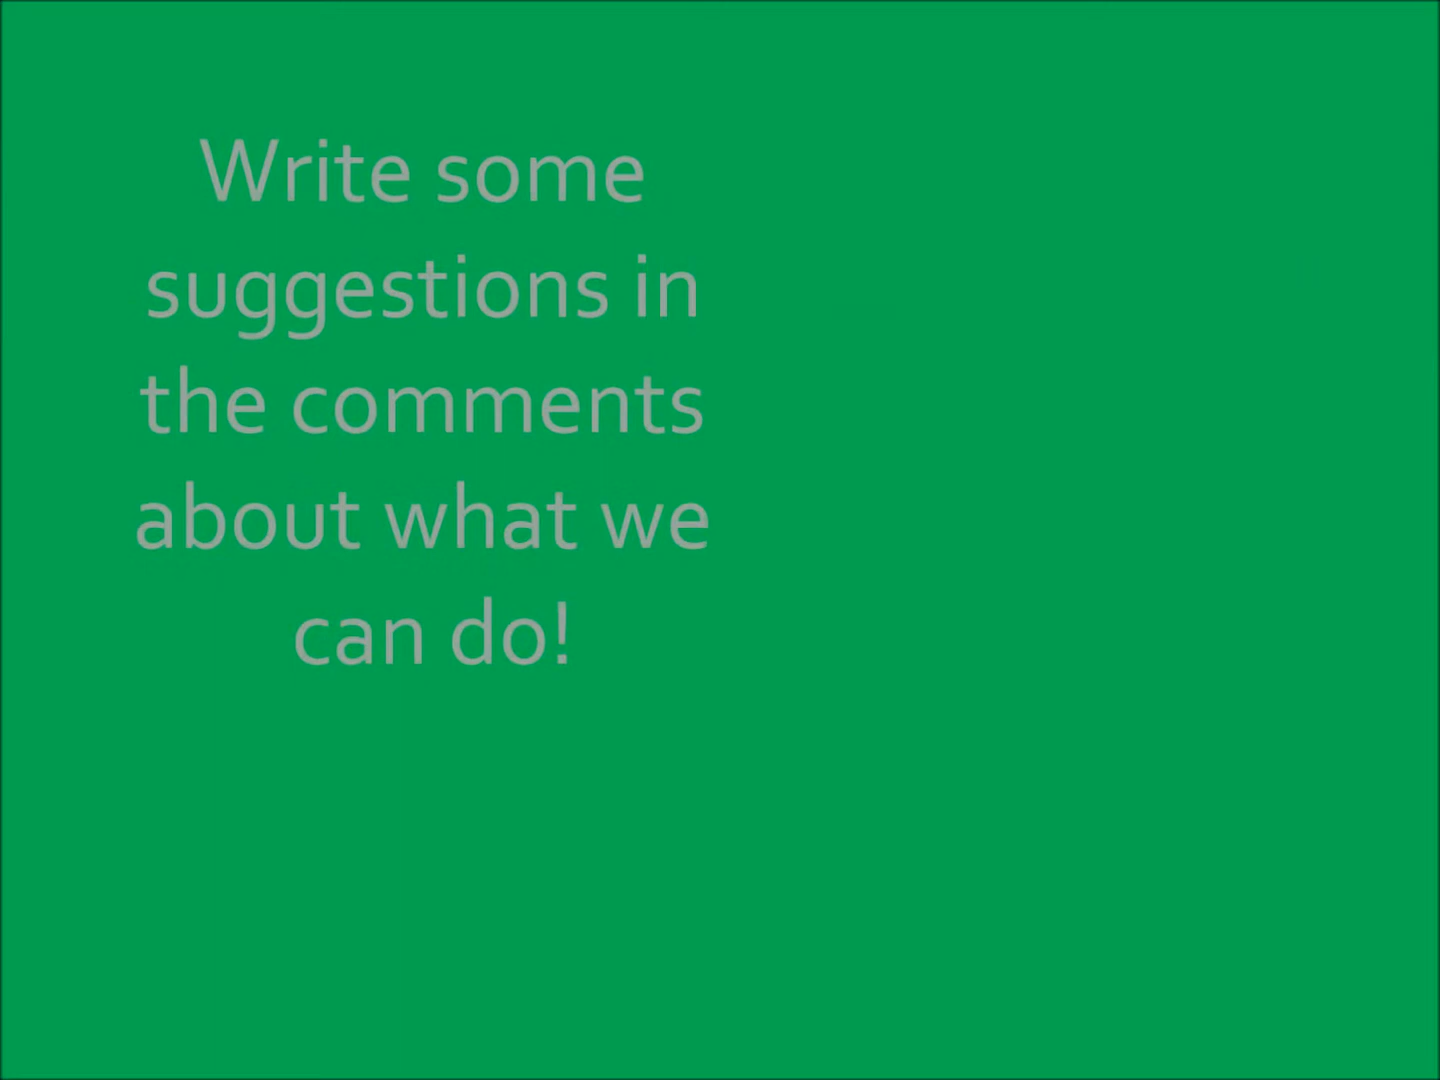 Write some
suggestions in
the comments
about what we
can do!